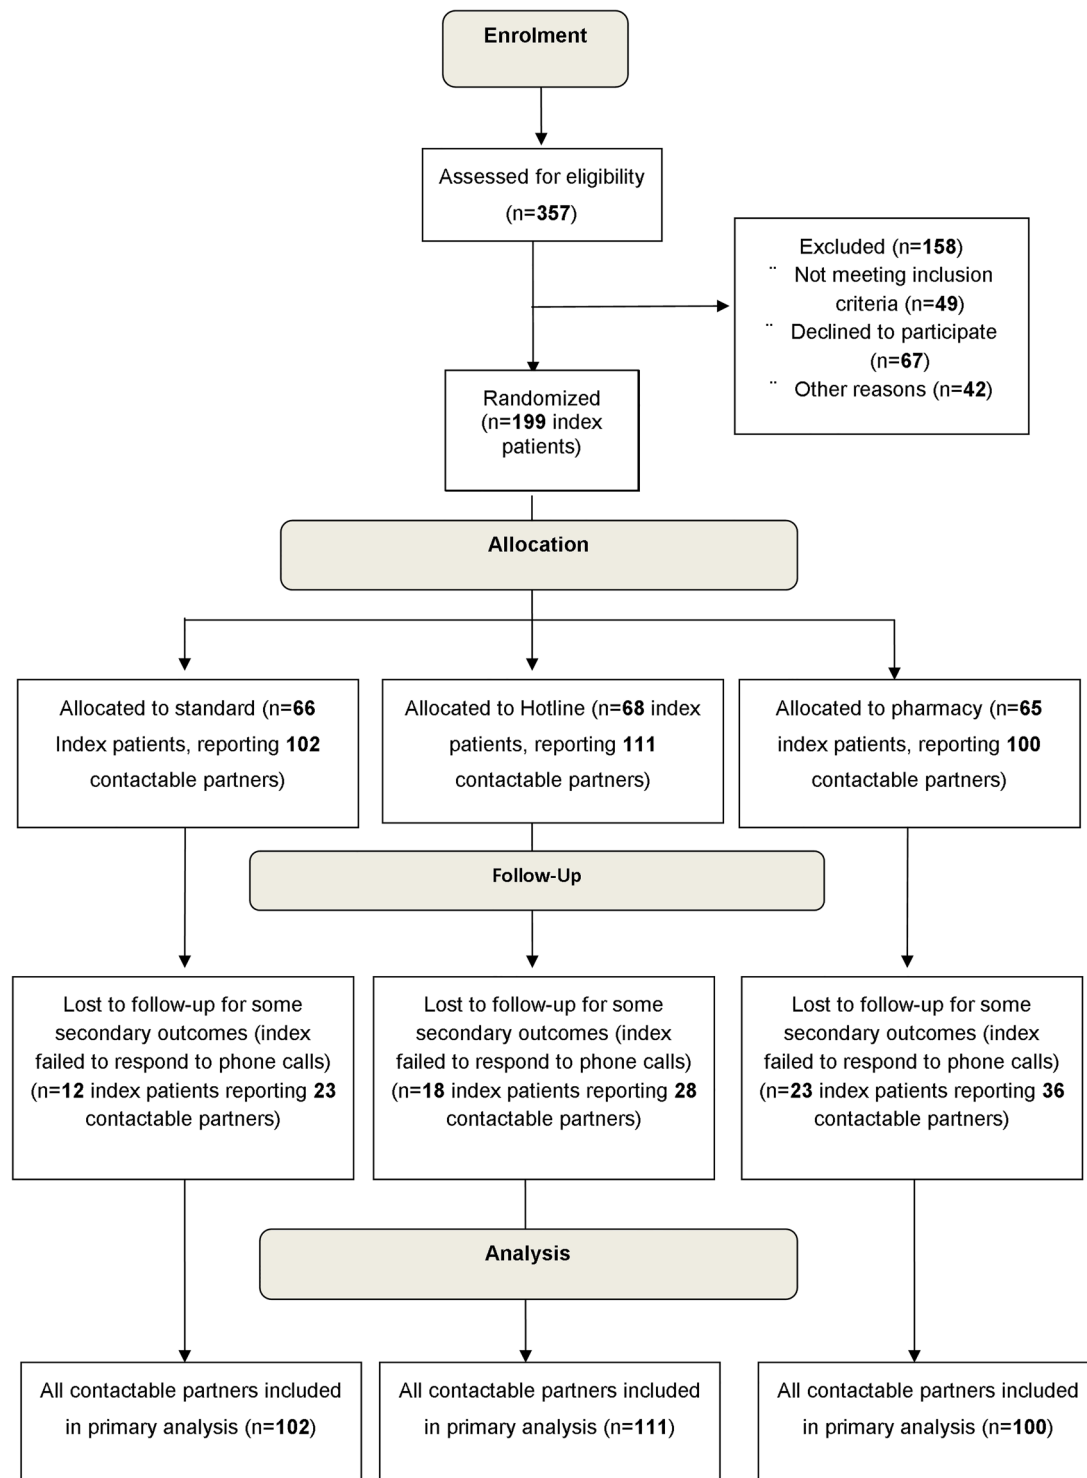 Enrolment
Assessed for eligibility
(n=357)
Excluded (n=158)
¨ Not meeting inclusion
criteria (n=49)
¨ Declined to participate
(n=67)
¨ Other reasons (n=42)
Randomized
(n=199 index
patients)
Allocation
Allocated to standard (n=66
Index patients, reporting 102
contactable partners)
Allocated to Hotline (n=68 index
patients, reporting 111
contactable partners)
Allocated to pharmacy (n=65
index patients, reporting 100
contactable partners)
Follow-Up
Lost to follow-up for some
secondary outcomes (index
failed to respond to phone calls)
(n=12 index patients reporting 23
contactable partners)
Lost to follow-up for some
secondary outcomes (index
failed to respond to phone calls)
(n=18 index patients reporting 28
contactable partners)
Lost to follow-up for some
secondary outcomes (index
failed to respond to phone calls)
(n=23 index patients reporting 36
contactable partners)
Analysis
All contactable partners included
in primary analysis (n=102)
All contactable partners included
in primary analysis (n=111)
All contactable partners included
in primary analysis (n=100)